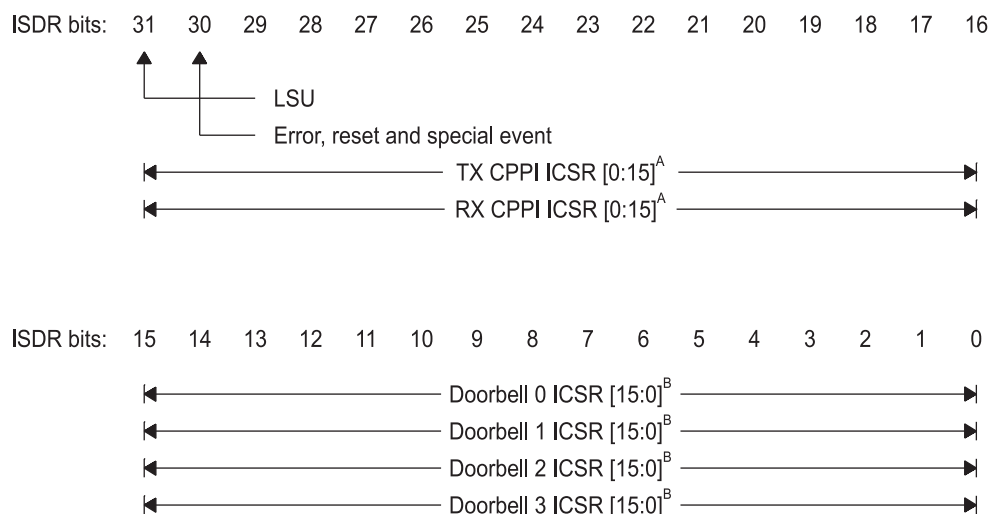 ISDR bits: 31 30 29 28 27 26 25 24 23 22 21 20 19 18 17 16
LSU
Error, reset and special event
TX CPPI ICSR [0:15]A
RX CPPI ICSR [0:15]A
ISDR bits: 15 14 13 12 11 10 9 8 7 6 5 4 3 2 1 0
Doorbell 0 ICSR [15:0]B
Doorbell 1 ICSR [15:0]B
Doorbell 2 ICSR [15:0]B
Doorbell 3 ICSR [15:0]B